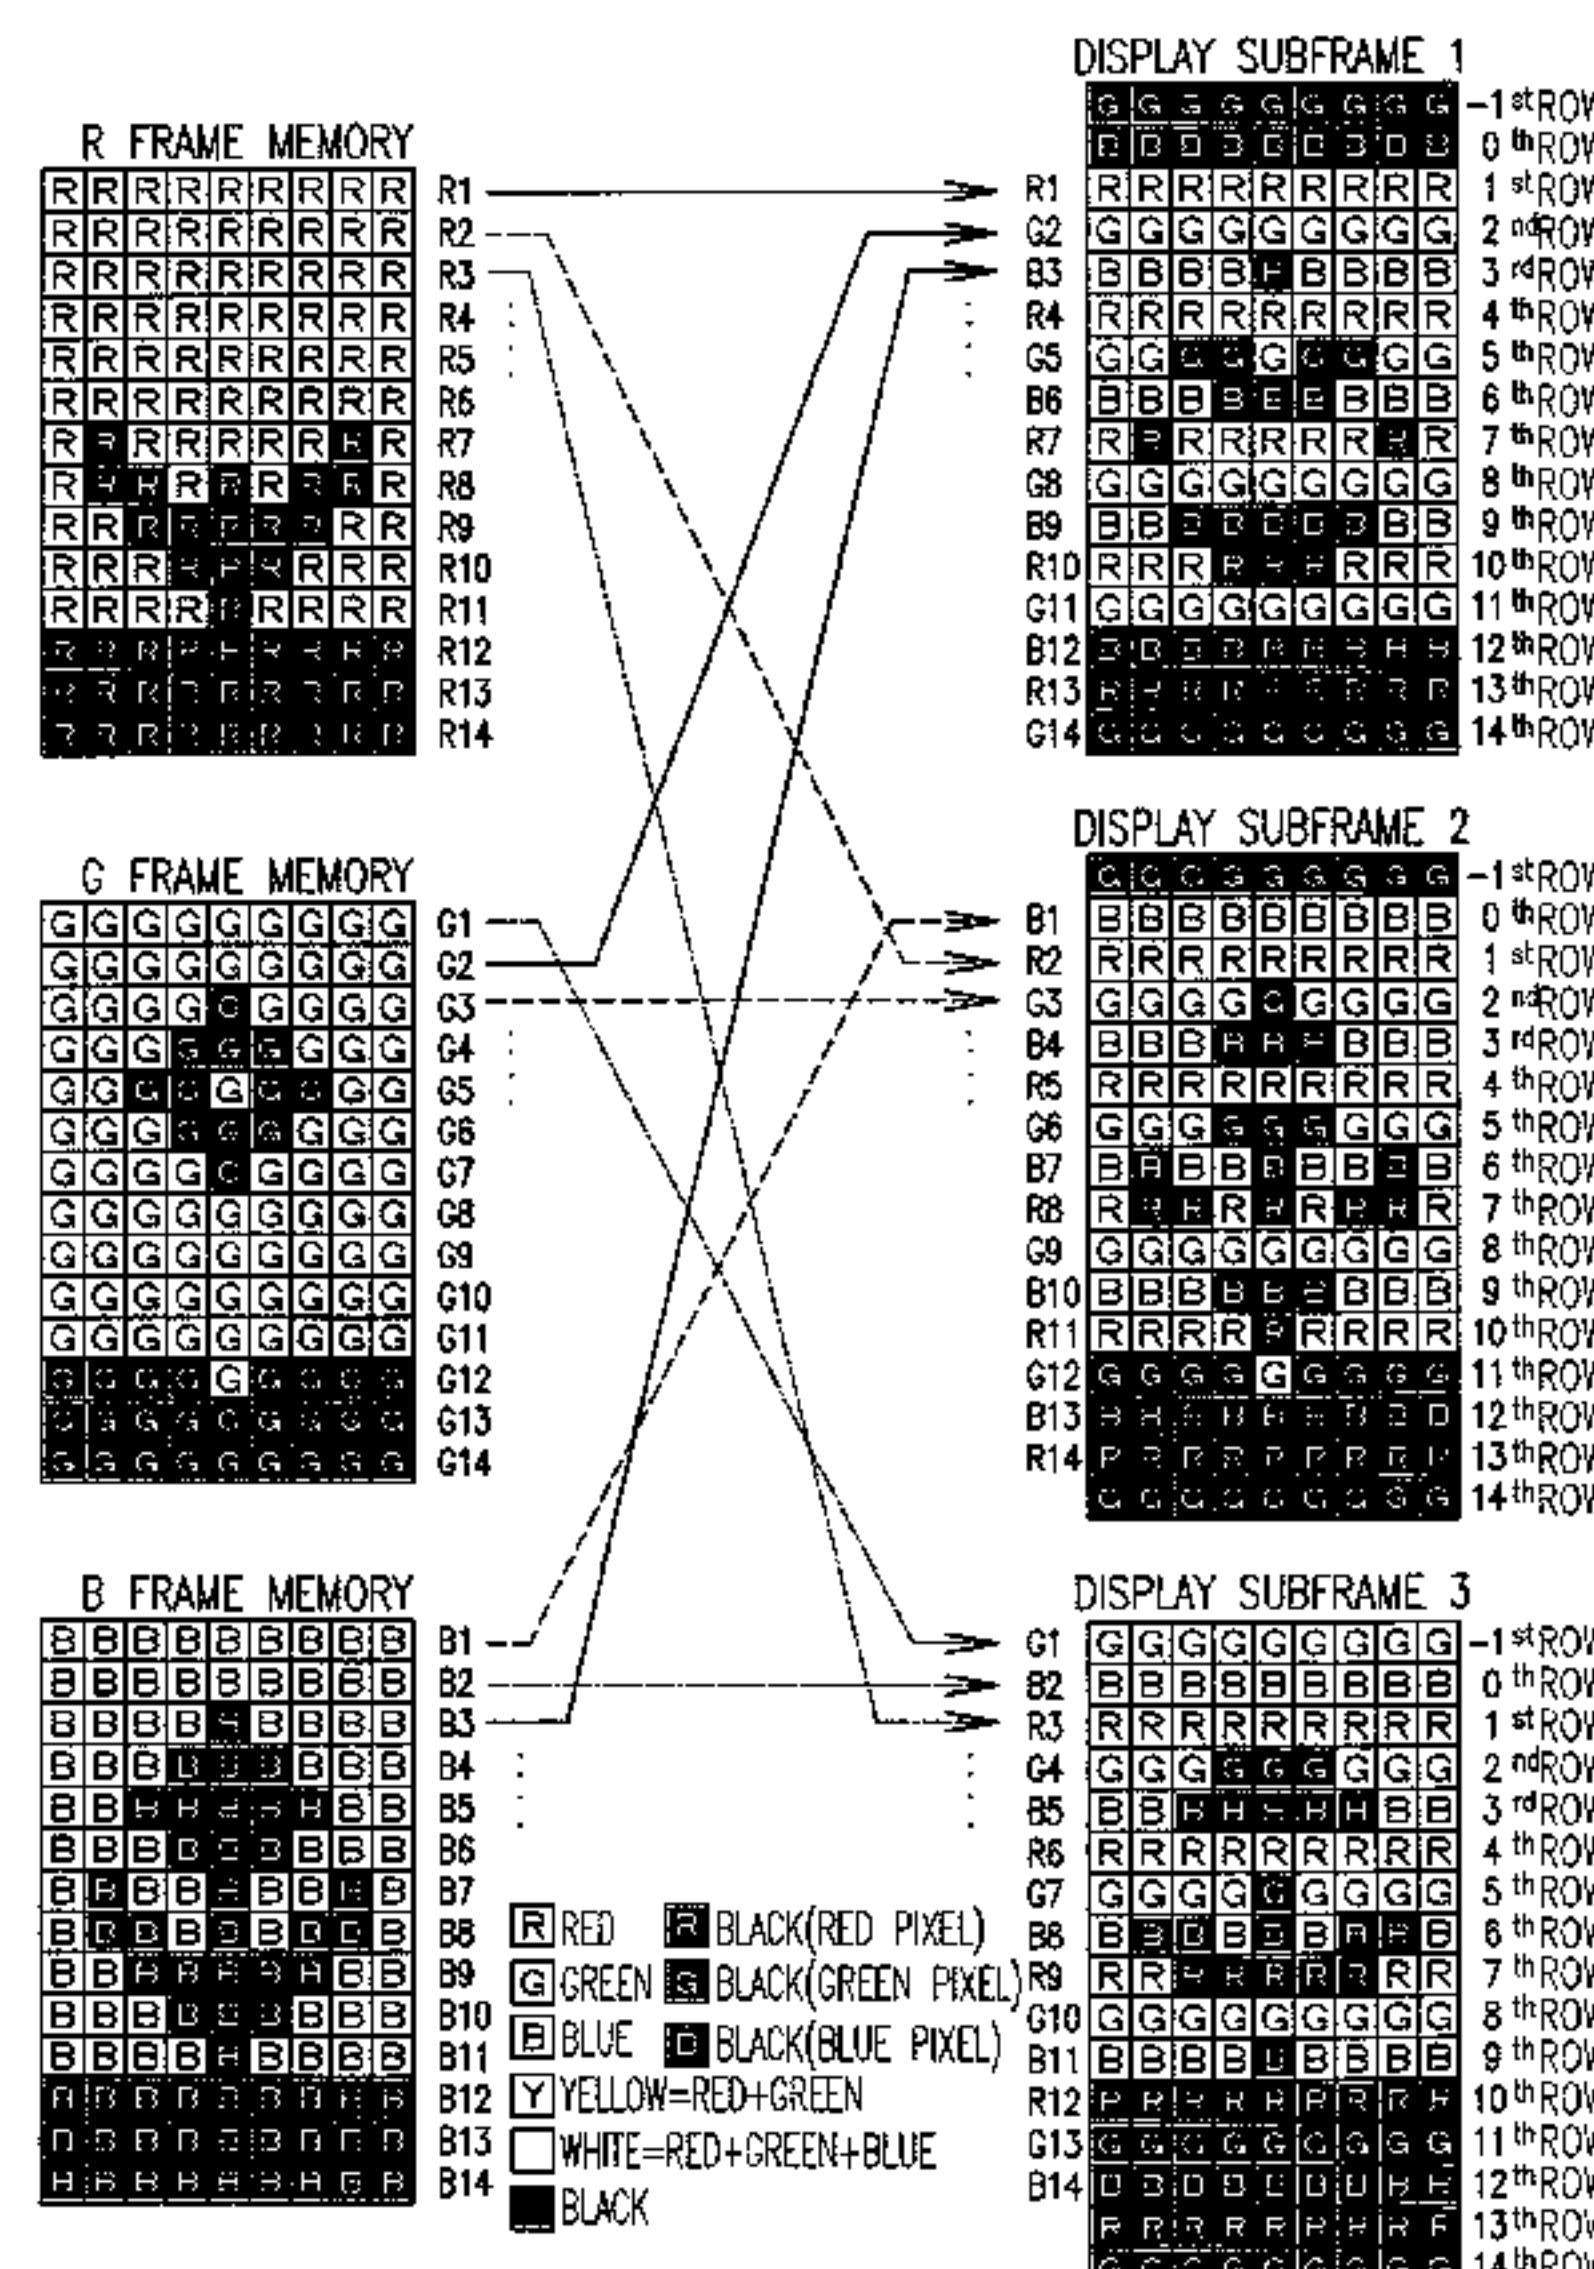 R FRAME MEMORY
R R R R R R R R R R1
R R R R R R R R R R2
R R R R R R R R R R3
R R R R R R R R R R4
R R R R R R R R R R5
R R R R R R R R R R6
R R R R R R R R R R7
R R R R R R R R R R8
R R R R R R R R R R9
R R R R R R R R R R10
R R R R R R R R R R11
R R R R R R R R R R12
R R R R R R R R R R13
R R R R R R R R R R14
G FRAME MEMORY
G G G G G G G G G G1
G G G G G G G G G G2
G G G G G G G G G G3
G G G G G G G G G G4
G G G G G G G G G G5
G G G G G G G G G G6
G G G G G G G G G G7
G G G G G G G G G G8
G G G G G G G G G G9
G G G G G G G G G G10
G G G G G G G G G G11
G G G G G G G G G G12
G G G G G G G G G G13
G G G G G G G G G G14
B FRAME MEMORY
B B B B B B B B B B1
B B B B B B B B B B2
B B B B B B B B B B3
B B B B B B B B B B4
B B B B B B B B B B5
B B B B B B B B B B6
B B B B B B B B B B7
B B B B B B B B B B8
B B B B B B B B B B9
B B B B B B B B B B10
B B B B B B B B B B11
B B B B B B B B B B12
B B B B B B B B B B13
B B B B B B B B B B14
R RED R BLACK(RED PIXEL)
G GREEN G BLACK(GREEN PIXEL)
B BLUE B BLACK(BLUE PIXEL)
Y YELLOW=RED+GREEN
WHITE=RED+GREEN+BLUE
BLACK
DISPLAY SUBFRAME 1
G G G G G G G G G -1st ROW
B B B B B B B B B 0th ROW
R1 R R R R R R R R R 1st ROW
G2 G G G G G G G G G 2nd ROW
B3 B B B B B B B B B 3rd ROW
R4 R R R R R R R R R 4th ROW
G5 G G G G G G G G G 5th ROW
B6 B B B B B B B B B 6th ROW
R7 R R R R R R R R R 7th ROW
G8 G G G G G G G G G 8th ROW
B9 B B B B B B B B B 9th ROW
R10 R R R R R R R R R 10th ROW
G11 G G G G G G G G G 11th ROW
B12 B B B B B B B B B 12th ROW
R13 R R R R R R R R R 13th ROW
G14 G G G G G G G G G 14th ROW
DISPLAY SUBFRAME 2
G G G G G G G G G -1st ROW
B1 B B B B B B B B B 0th ROW
R2 R R R R R R R R R 1st ROW
G3 G G G G G G G G G 2nd ROW
B4 B B B B B B B B B 3rd ROW
R5 R R R R R R R R R 4th ROW
G6 G G G G G G G G G 5th ROW
B7 B B B B B B B B B 6th ROW
R8 R R R R R R R R R 7th ROW
G9 G G G G G G G G G 8th ROW
B10 B B B B B B B B B 9th ROW
R11 R R R R R R R R R 10th ROW
G12 G G G G G G G G G 11th ROW
B13 B B B B B B B B B 12th ROW
R14 R R R R R R R R R 13th ROW
G G G G G G G G G 14th ROW
DISPLAY SUBFRAME 3
G1 G G G G G G G G G -1st ROW
B2 B B B B B B B B B 0th ROW
R3 R R R R R R R R R 1st ROW
G4 G G G G G G G G G 2nd ROW
B5 B B B B B B B B B 3rd ROW
R6 R R R R R R R R R 4th ROW
G7 G G G G G G G G G 5th ROW
B8 B B B B B B B B B 6th ROW
R9 R R R R R R R R R 7th ROW
G10 G G G G G G G G G 8th ROW
B11 B B B B B B B B B 9th ROW
R12 R R R R R R R R R 10th ROW
G13 G G G G G G G G G 11th ROW
B14 B B B B B B B B B 12th ROW
R R R R R R R R R 13th ROW
14th ROW